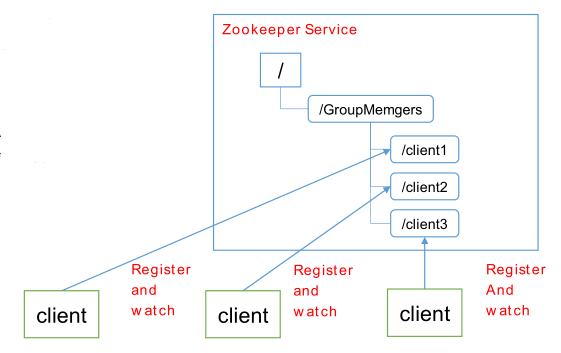 Zookeeper Service
/
/GroupMemgers
/client1
/client2
/client3
Register
and
watch
Register
and
watch
Register
And
watch
client
client
client